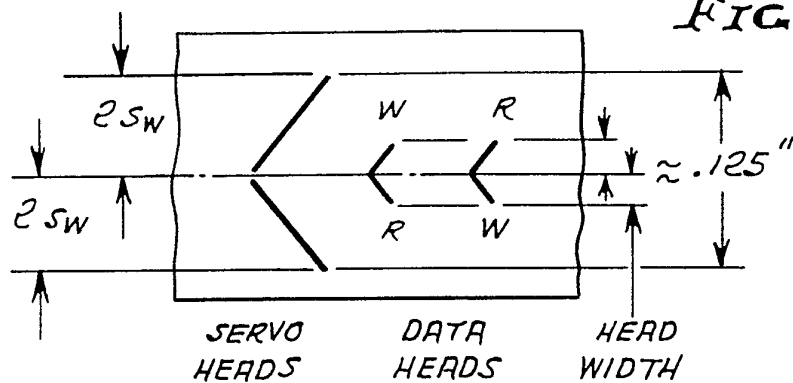 FIG
2 SW
W R
≈ .125"
2 SW
R W
SERVO HEADS
DATA HEADS
HEAD WIDTH